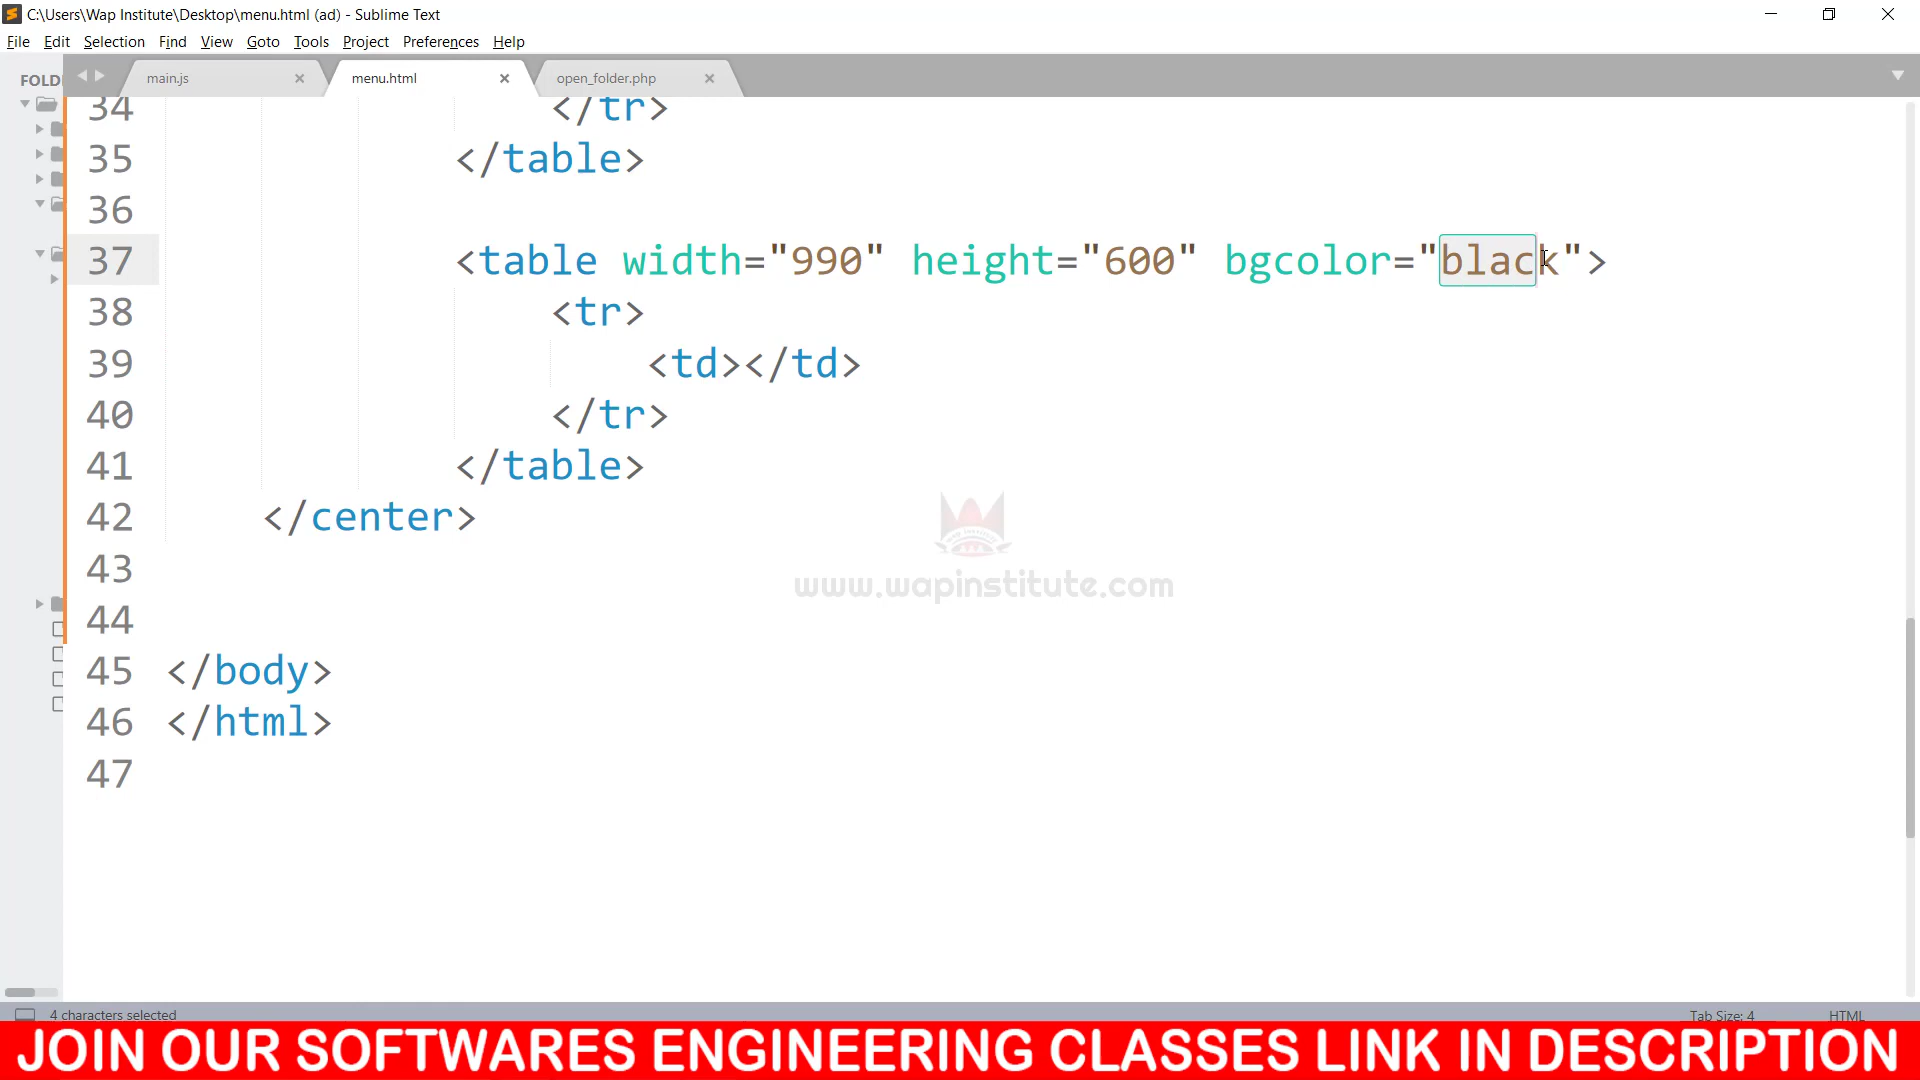 C:\Users\Wap Institute\Desktop\menu.html (ad) - Sublime Text
File Edit Selection Find View Goto Tools Project Preferences Help
FOLD
main.js
menu.html
open_folder.php
34 </tr>
35 </table>
36
37 <table width="990" height="600" bgcolor="black">
38 <tr>
39 <td></td>
40 </tr>
41 </table>
42 </center>
43
44
45 </body>
46 </html>
47
WAP INSTITUTE
www.wapinstitute.com
4 characters selected
Tab Size: 4
HTML
JOIN OUR SOFTWARES ENGINEERING CLASSES LINK IN DESCRIPTION